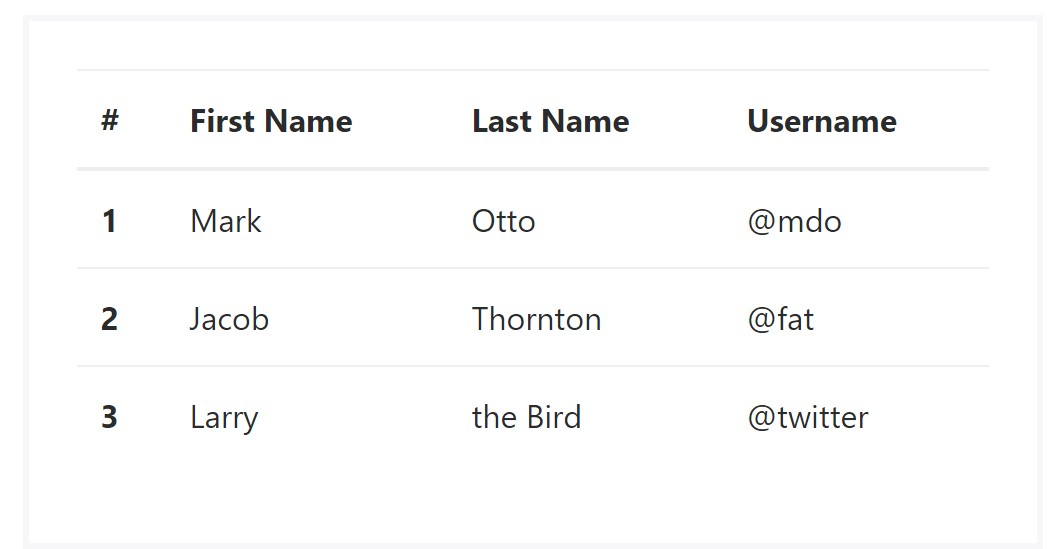 # First Name Last Name Username
1 Mark Otto @mdo
2 Jacob Thornton @fat
3 Larry the Bird @twitter